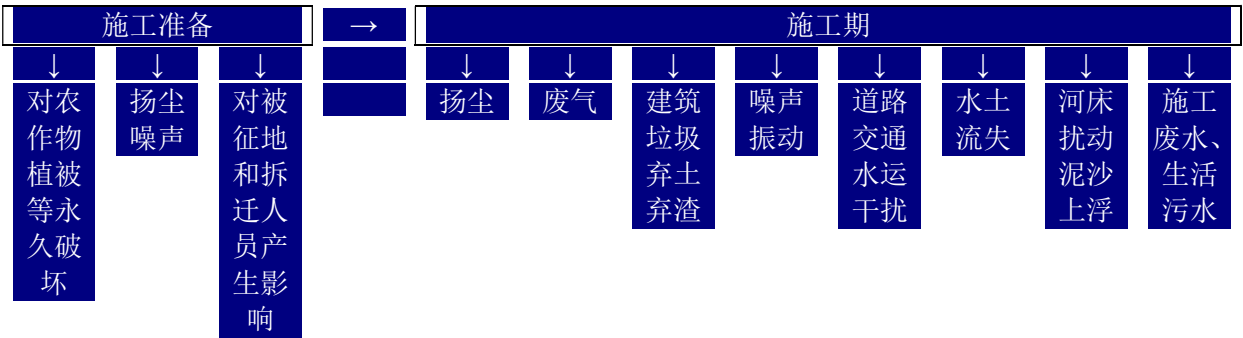 施工准备 → 施工期
↓ ↓ ↓ ↓ ↓ ↓ ↓ ↓ ↓ ↓ ↓
对农 扬尘 对被 扬尘 废气 建筑 噪声 道路 水土 河床 施工
作物 噪声 征地 垃圾 振动 交通 流失 扰动 废水、
植被 和拆 弃土 水运 泥沙 生活
等永 迁人 弃渣 干扰 上浮 污水
久破 员产
坏 生影
响